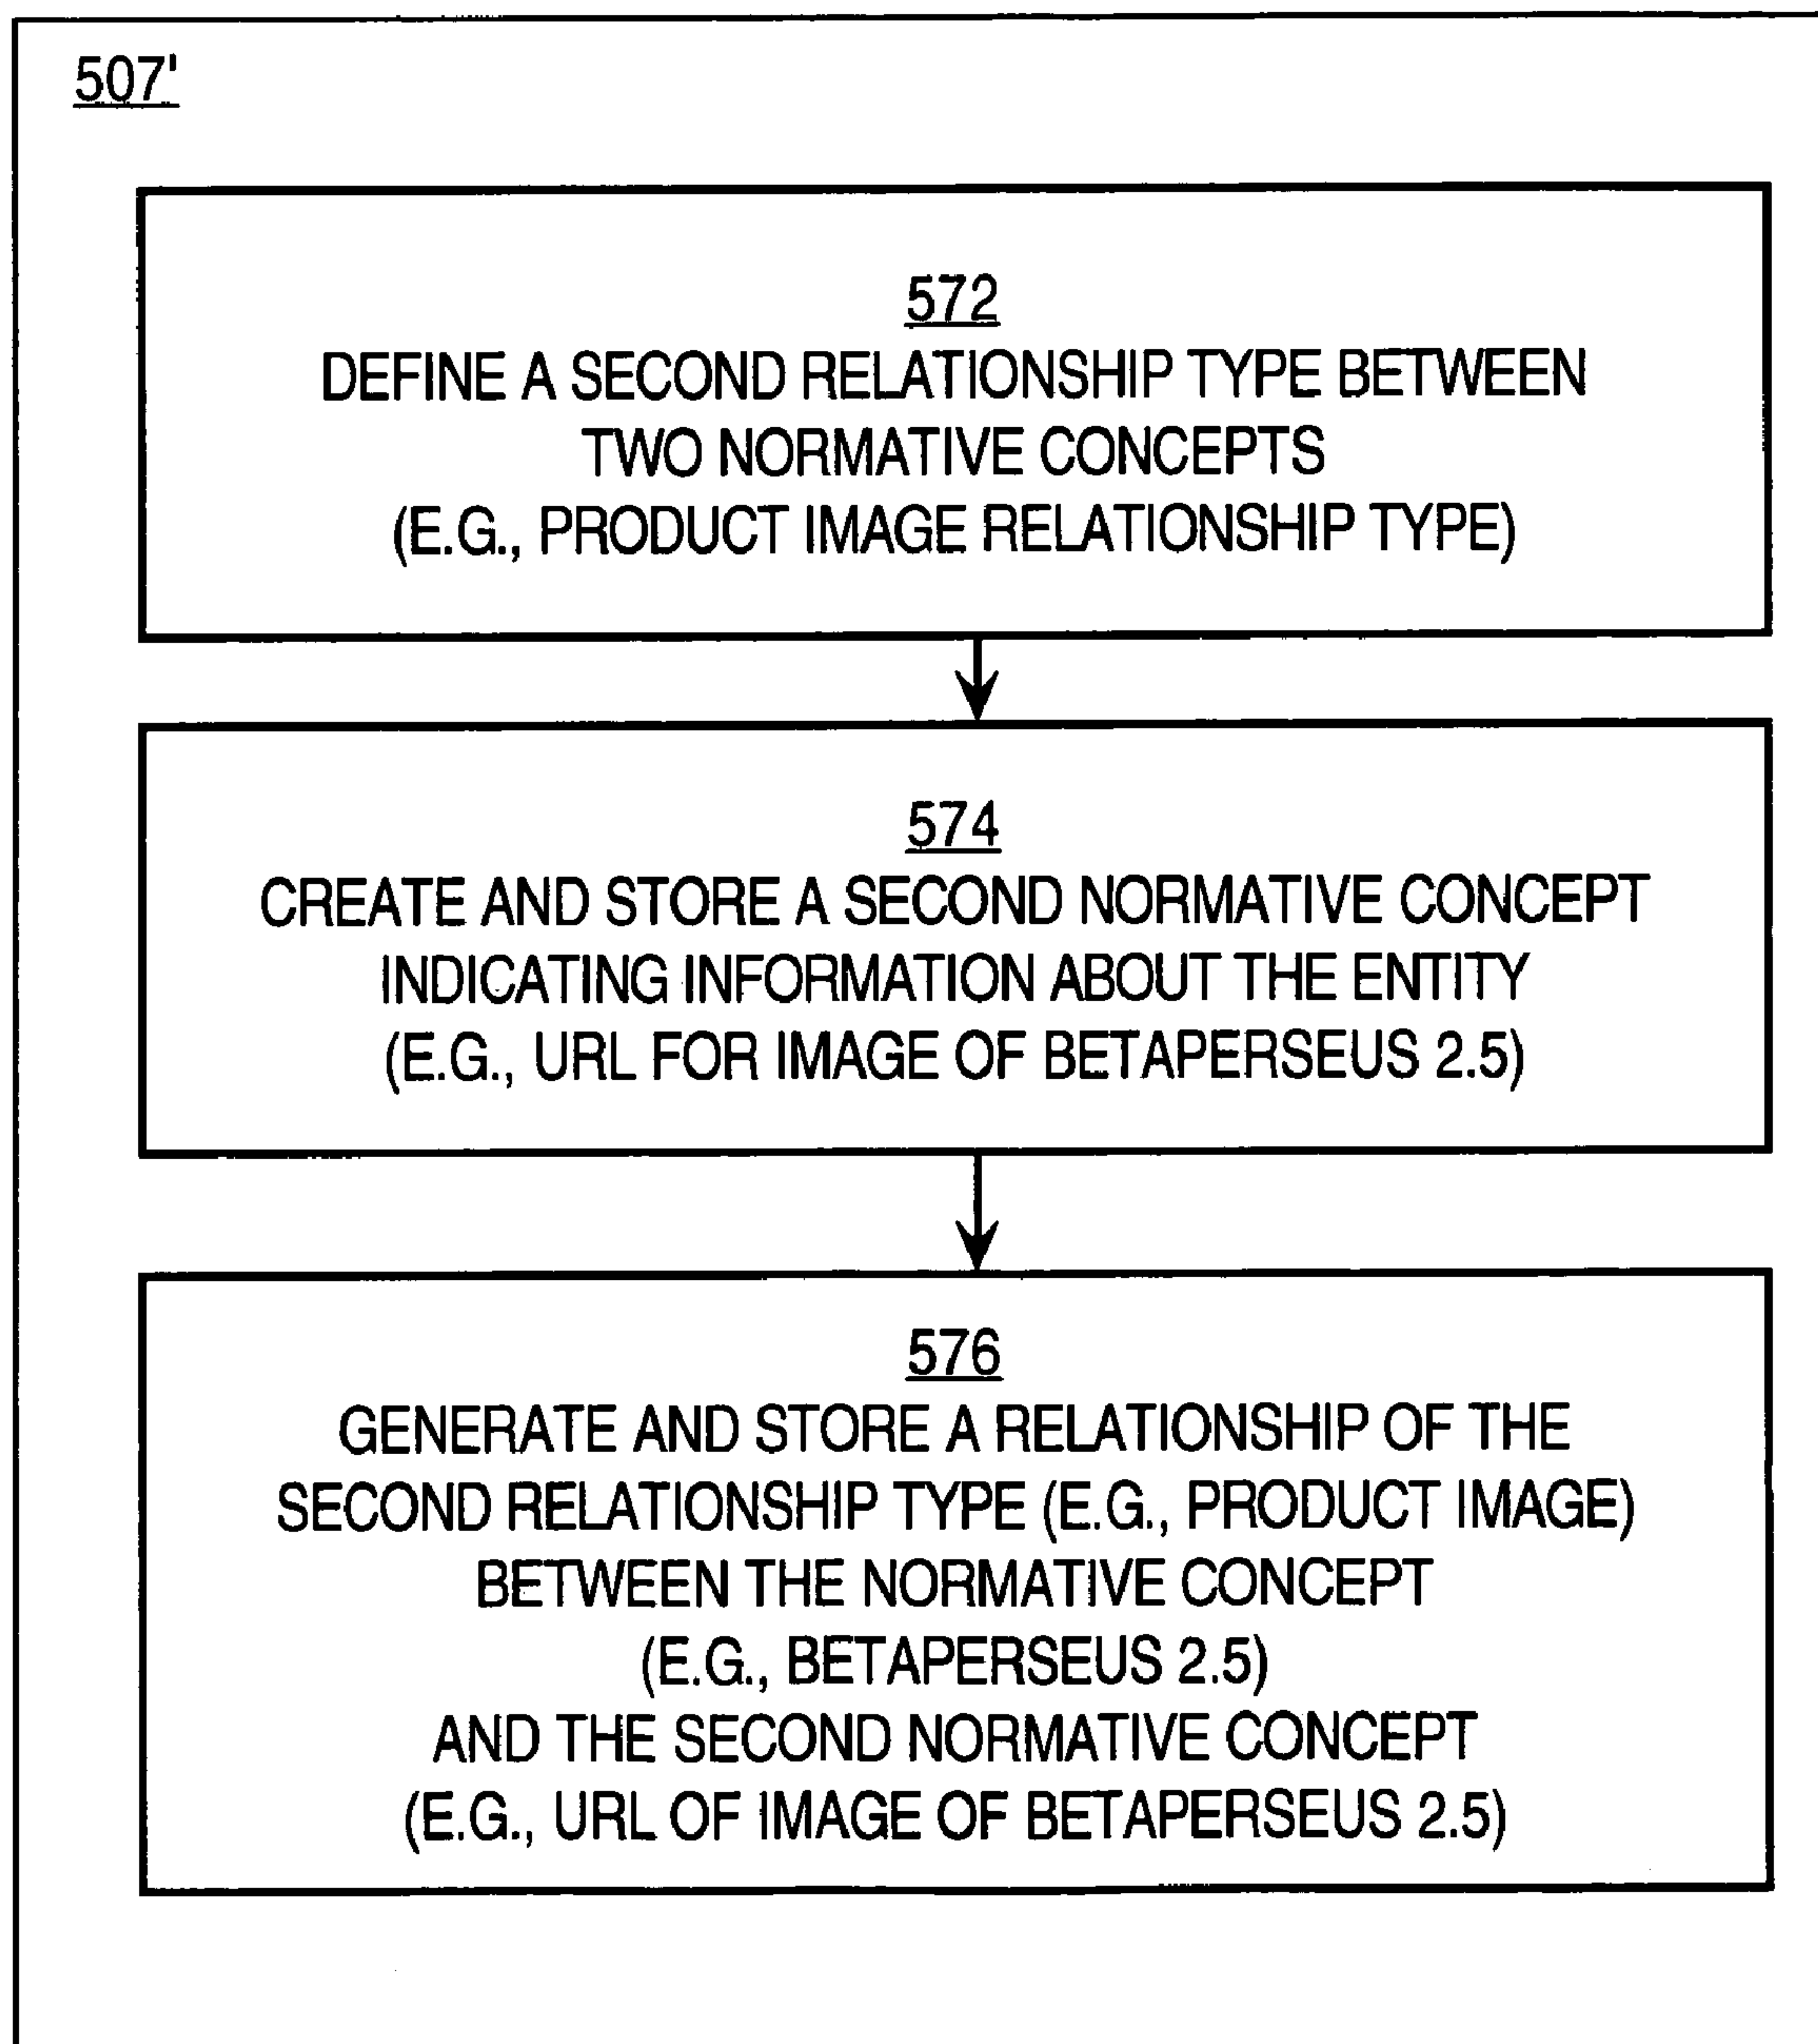 507'
572
DEFINE A SECOND RELATIONSHIP TYPE BETWEEN
TWO NORMATIVE CONCEPTS
(E.G., PRODUCT IMAGE RELATIONSHIP TYPE)
574
CREATE AND STORE A SECOND NORMATIVE CONCEPT
INDICATING INFORMATION ABOUT THE ENTITY
(E.G., URL FOR IMAGE OF BETAPERSEUS 2.5)
576
GENERATE AND STORE A RELATIONSHIP OF THE
SECOND RELATIONSHIP TYPE (E.G., PRODUCT IMAGE)
BETWEEN THE NORMATIVE CONCEPT
(E.G., BETAPERSEUS 2.5)
AND THE SECOND NORMATIVE CONCEPT
(E.G., URL OF IMAGE OF BETAPERSEUS 2.5)